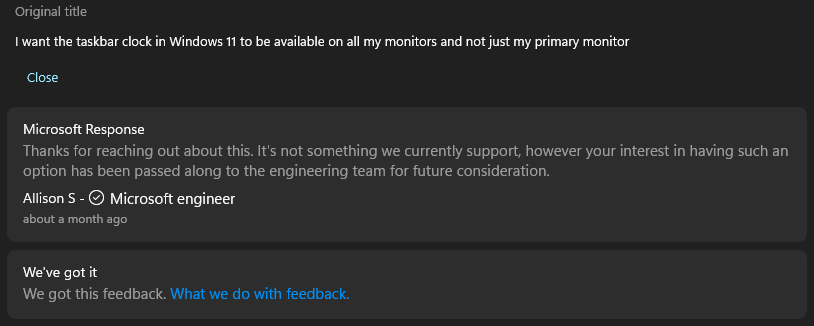 Original title
I want the taskbar clock in Windows 11 to be available on all my monitors and not just my primary monitor
Close
Microsoft Response
Thanks for reaching out about this. It's not something we currently support, however your interest in having such an
option has been passed along to the engineering team for future consideration.
Allison S - Microsoft engineer
about a month ago
We've got it
We got this feedback. What we do with feedback.